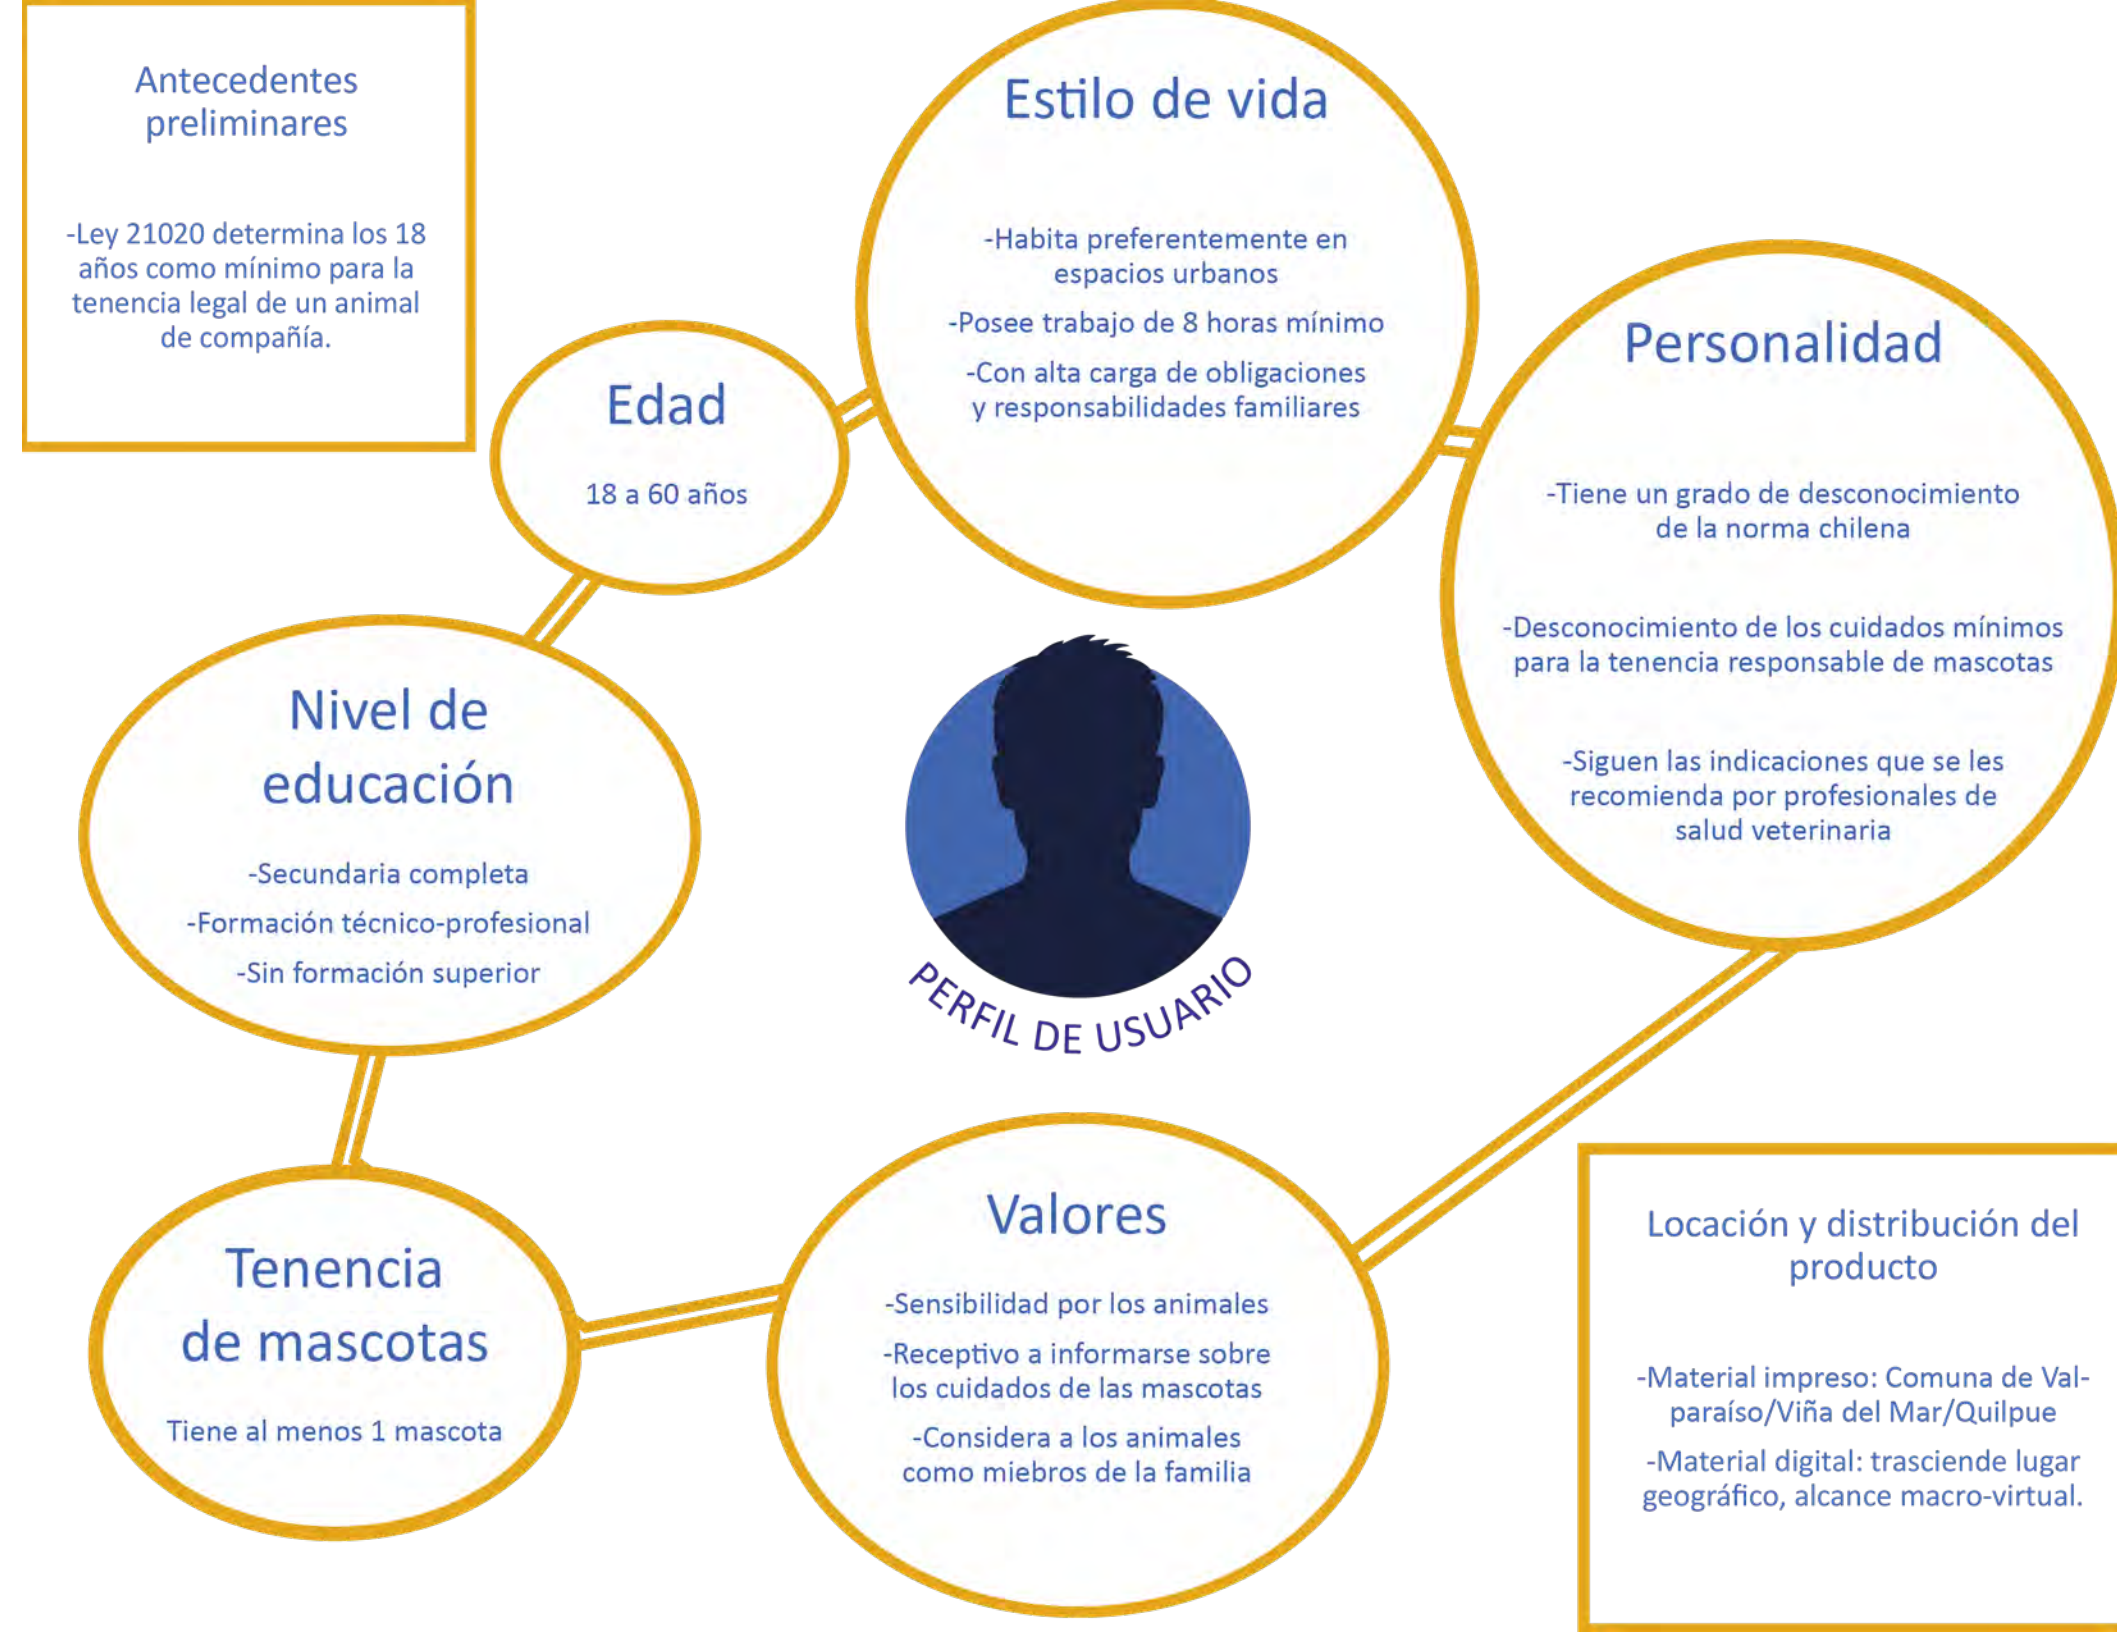 Antecedentes
preliminares
-Ley 21020 determina los 18
años como mínimo para la
tenencia legal de un animal
de compañía.
Estilo de vida
-Habita preferentemente en
espacios urbanos
-Posee trabajo de 8 horas mínimo
-Con alta carga de obligaciones
y responsabilidades familiares
Edad
18 a 60 años
Personalidad
-Tiene un grado de desconocimiento
de la norma chilena
-Desconocimiento de los cuidados mínimos
para la tenencia responsable de mascotas
-Siguen las indicaciones que se les
recomienda por profesionales de
salud veterinaria
Nivel de
educación
-Secundaria completa
-Formación técnico-profesional
-Sin formación superior
PERFIL DE USUARIO
Tenencia
de mascotas
Tiene al menos 1 mascota
Valores
-Sensibilidad por los animales
-Receptivo a informarse sobre
los cuidados de las mascotas
-Considera a los animales
como miebros de la familia
Locación y distribución del
producto
-Material impreso: Comuna de Val-
paraíso/Viña del Mar/Quilpue
-Material digital: trasciende lugar
geográfico, alcance macro-virtual.